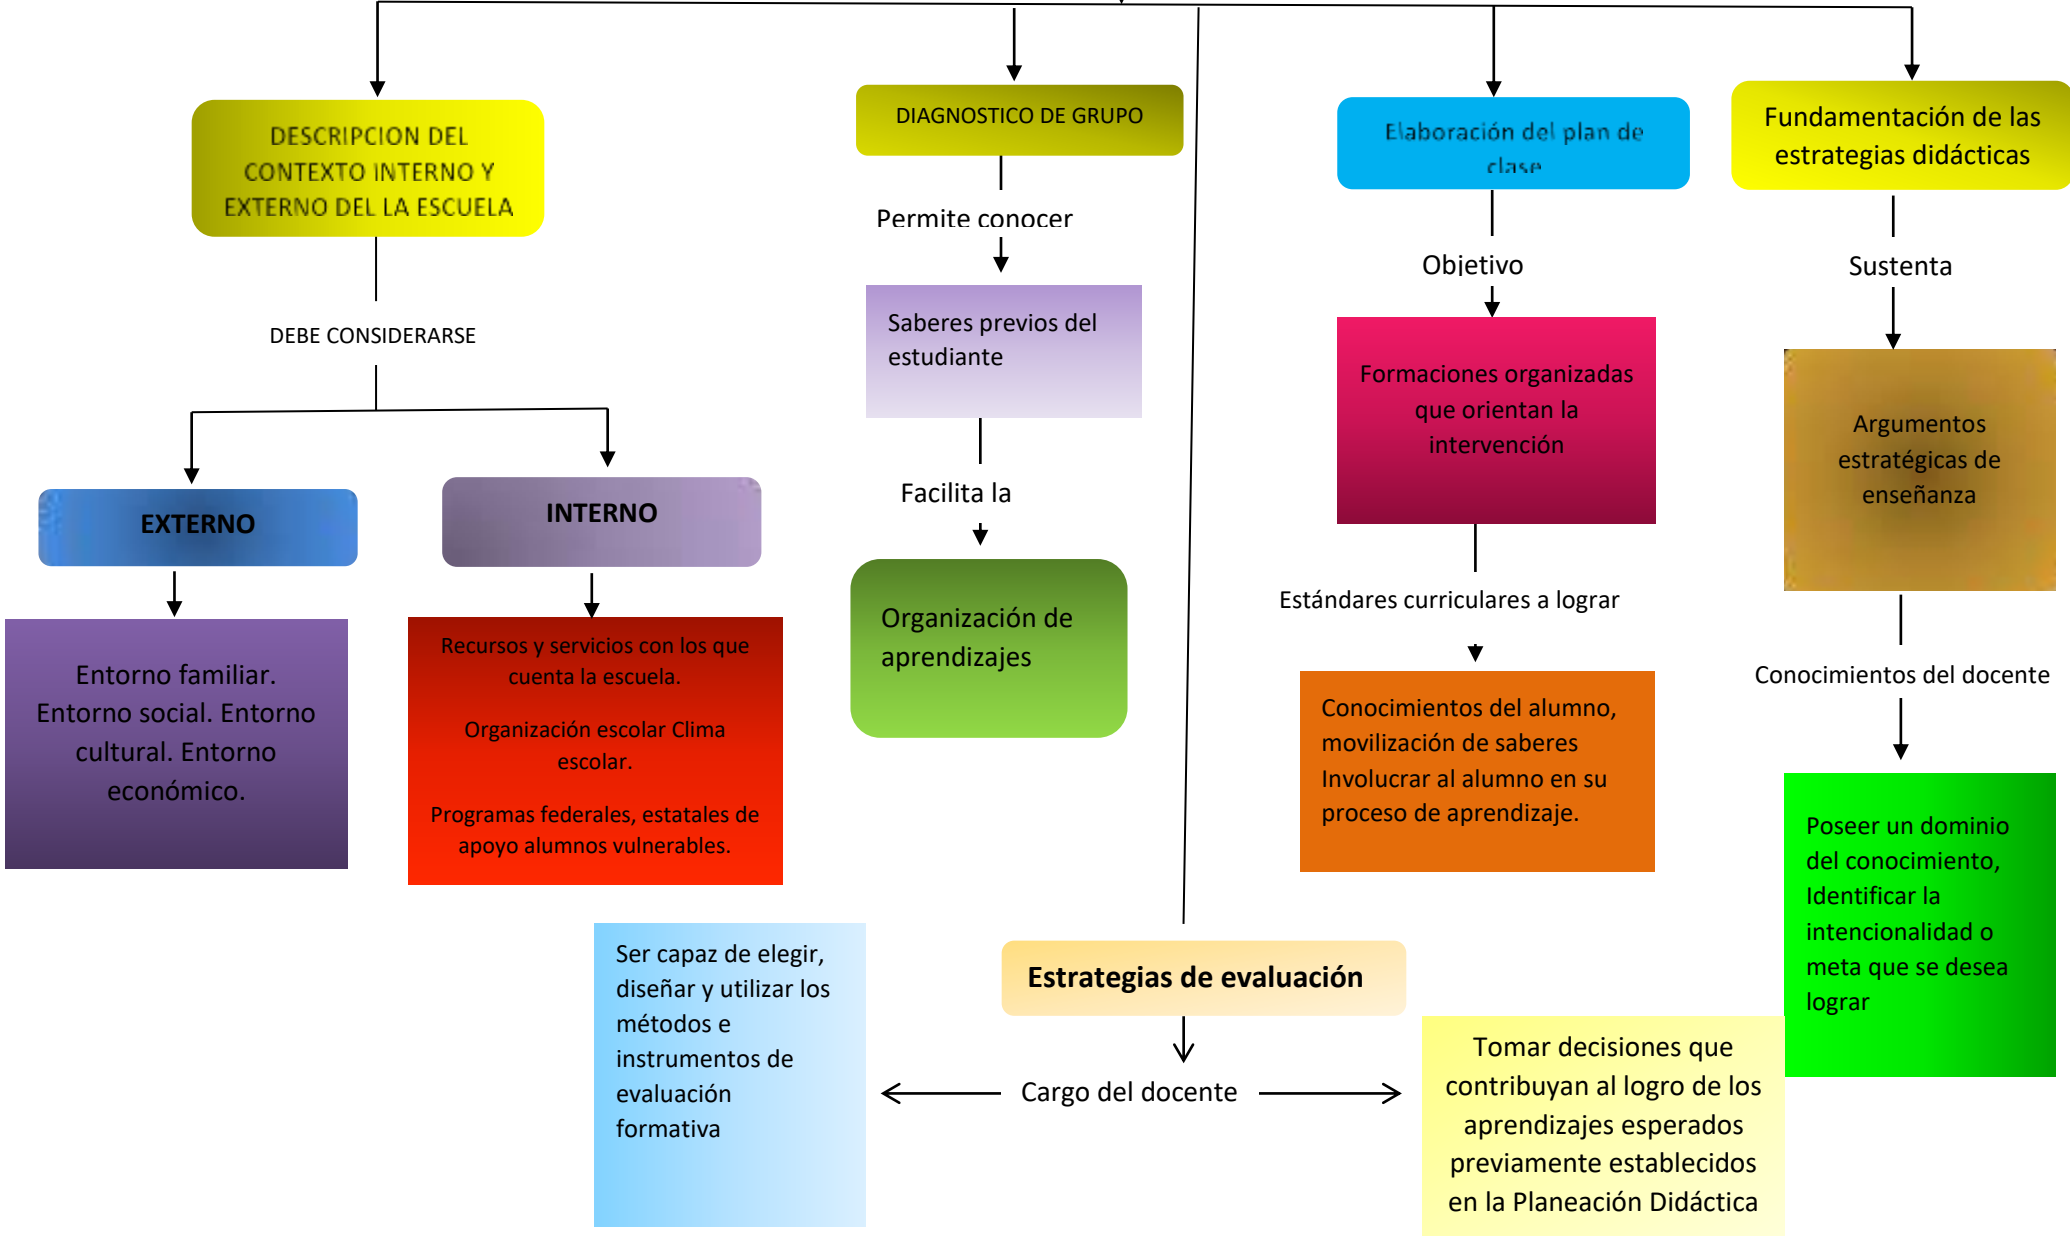 DESCRIPCION DEL
CONTEXTO INTERNO Y
EXTERNO DEL LA ESCUELA
DEBE CONSIDERARSE
EXTERNO
Entorno familiar.
Entorno social. Entorno
cultural. Entorno
económico.
INTERNO
Recursos y servicios con los que
cuenta la escuela.
Organización escolar Clima
escolar.
Programas federales, estatales de
apoyo alumnos vulnerables.
DIAGNOSTICO DE GRUPO
Permite conocer
Saberes previos del
estudiante
Facilita la
Organización de
aprendizajes
Elaboración del plan de
clase
Objetivo
Formaciones organizadas
que orientan la
intervención
Estándares curriculares a lograr
Conocimientos del alumno,
movilización de saberes
Involucrar al alumno en su
proceso de aprendizaje.
Fundamentación de las
estrategias didácticas
Sustenta
Argumentos
estratégicas de
enseñanza
Conocimientos del docente
Poseer un dominio
del conocimiento,
Identificar la
intencionalidad o
meta que se desea
lograr
Estrategias de evaluación
Cargo del docente
Ser capaz de elegir,
diseñar y utilizar los
métodos e
instrumentos de
evaluación
formativa
Tomar decisiones que
contribuyan al logro de los
aprendizajes esperados
previamente establecidos
en la Planeación Didáctica